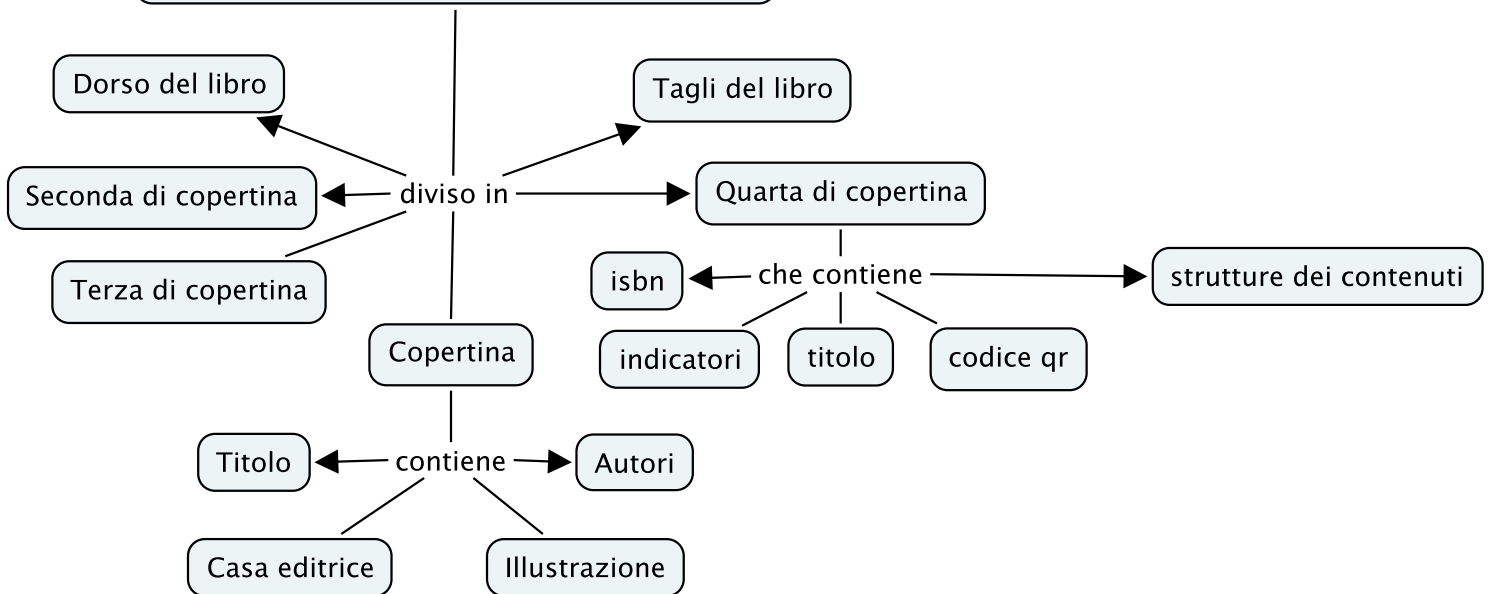 Dorso del libro
Tagli del libro
Seconda di copertina
diviso in
Quarta di copertina
Terza di copertina
isbn
che contiene
strutture dei contenuti
Copertina
indicatori
titolo
codice qr
Titolo
contiene
Autori
Casa editrice
Illustrazione